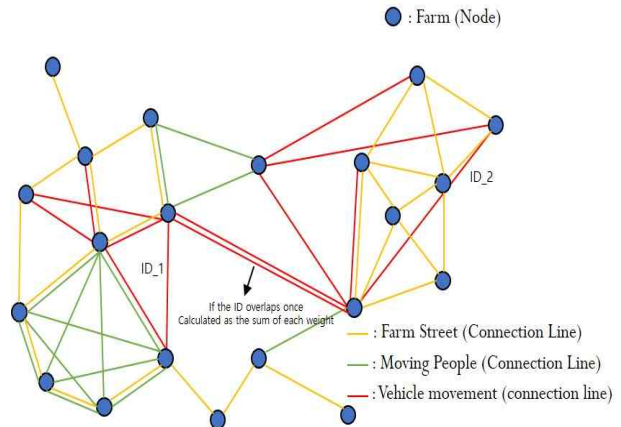 : Farm (Node)
ID_2
ID_1
If the ID overlaps once
Calculated as the sum of each weight
: Farm Street (Connection Line)
: Moving People (Connection Line)
: Vehicle movement (connection line)